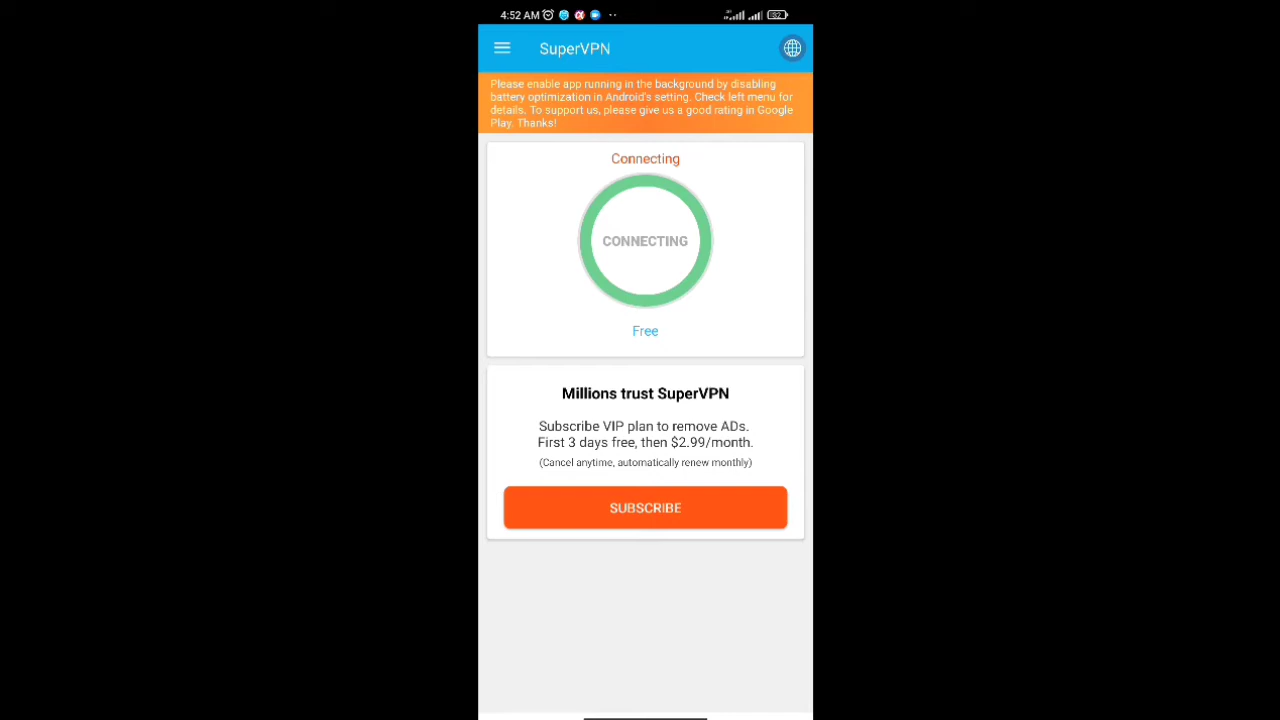 4:52 AM
SuperVPN
Please enable app running in the background by disabling
battery optimization in Android's setting. Check left menu for
details. To support us, please give us a good rating in Google
Play. Thanks!
Connecting
CONNECTING
Free
Millions trust SuperVPN
Subscribe VIP plan to remove ADs.
First 3 days free, then $2.99/month.
(Cancel anytime, automatically renew monthly)
SUBSCRIBE